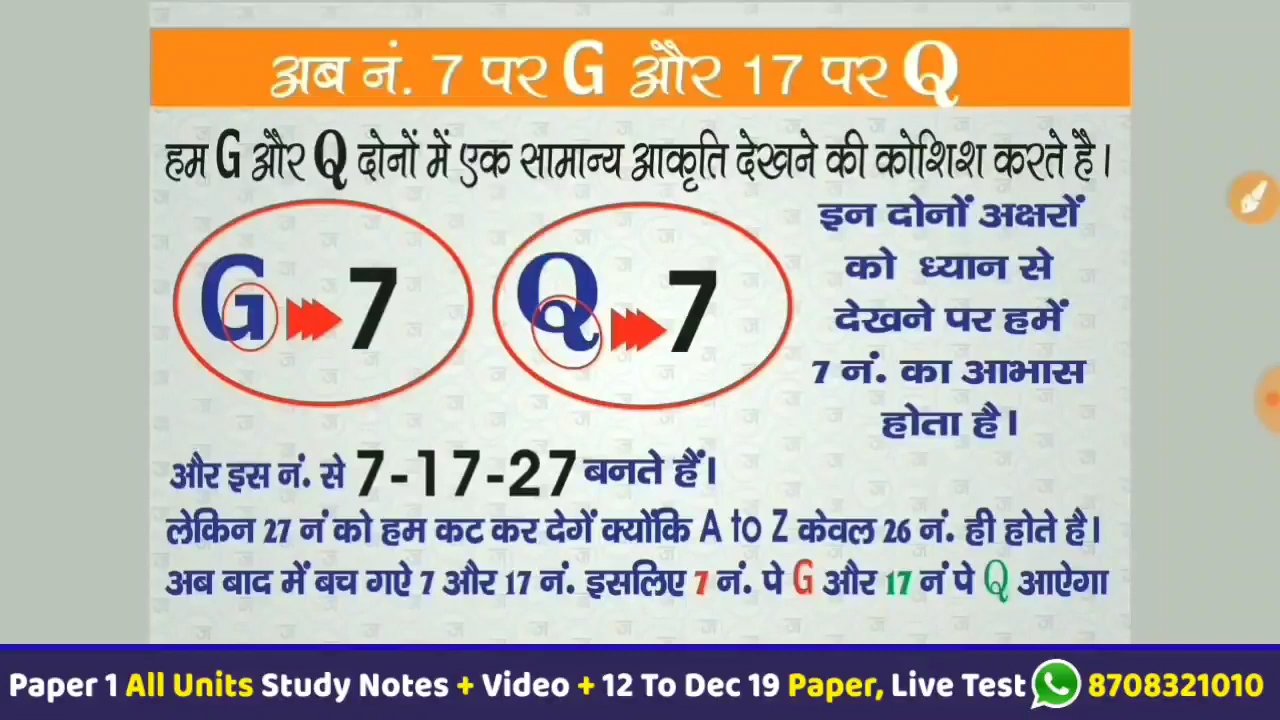 अब नं. 7 पर G और 17 पर Q
हम G और Q दोनों में एक सामान्य आकृति देखने की कोशिश करते है।
G 7
Q 7
इन दोनों अक्षरों
को ध्यान से
देखने पर हमें
7 नं. का आभास
होता है।
और इस नं. से 7-17-27 बनते हैं।
लेकिन 27 नं को हम कट कर देगें क्योंकि A to Z केवल 26 नं. ही होते है।
अब बाद में बच गऐ 7 और 17 नं. इसलिए 7 नं. पे G और 17 नं पे Q आऐगा
Paper 1 All Units Study Notes + Video + 12 To Dec 19 Paper, Live Test 8708321010